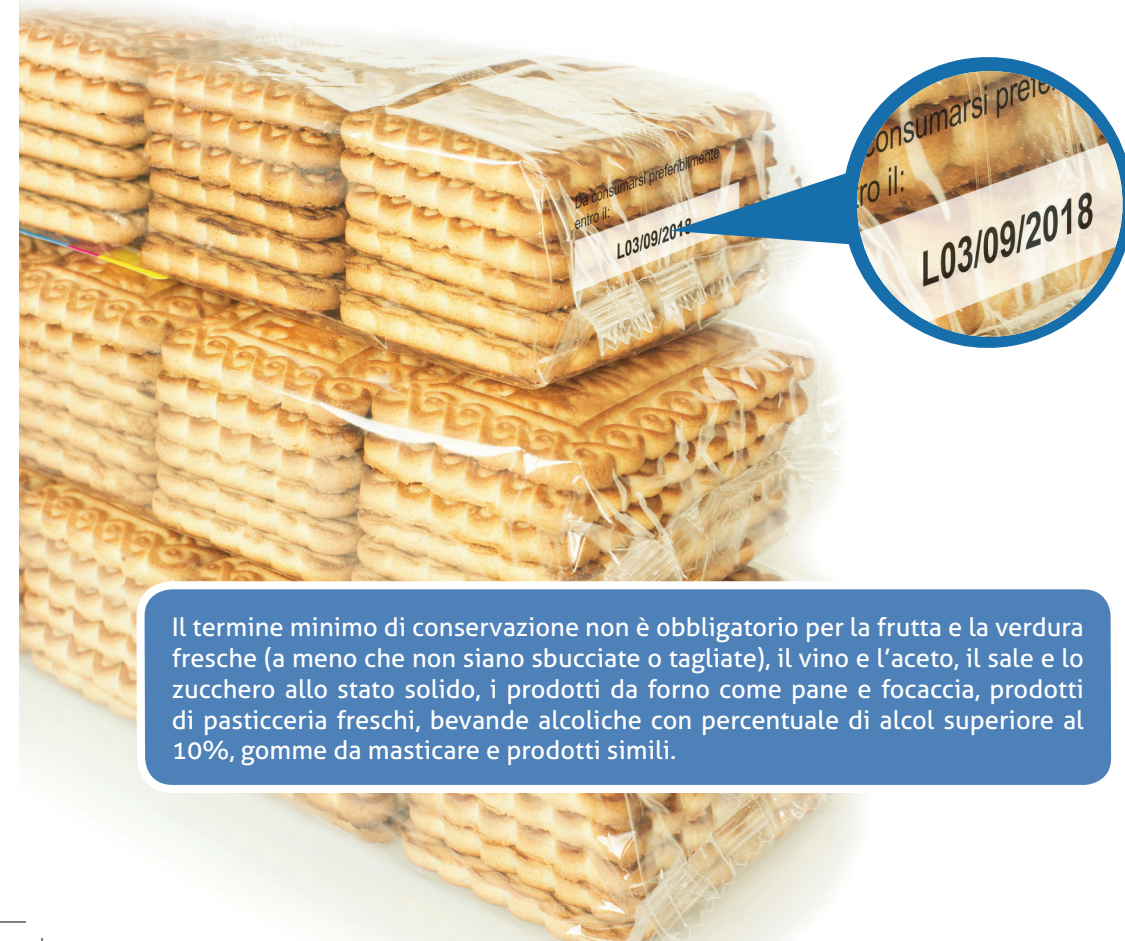 Da consumarsi preferibilmente
entro il:
L03/09/2018
onsumarsi prefe
ro il:
L03/09/2018
Il termine minimo di conservazione non è obbligatorio per la frutta e la verdura
fresche (a meno che non siano sbucciate o tagliate), il vino e l’aceto, il sale e lo
zucchero allo stato solido, i prodotti da forno come pane e focaccia, prodotti
di pasticceria freschi, bevande alcoliche con percentuale di alcol superiore al
10%, gomme da masticare e prodotti simili.